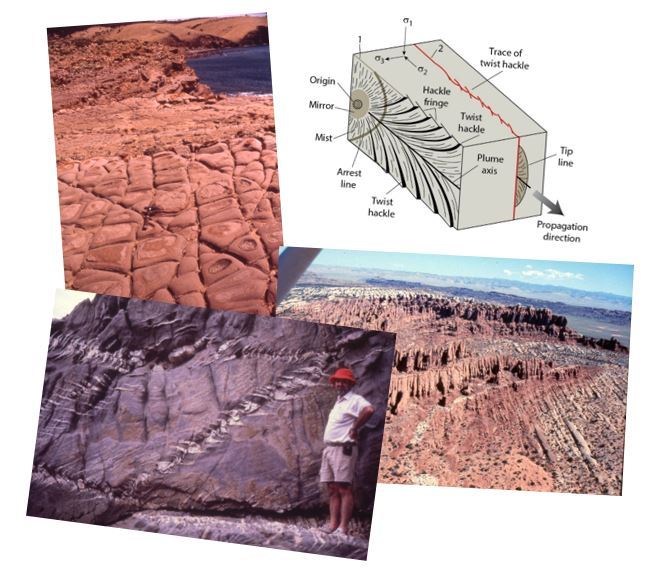 σ1
1
2
Trace of
twist hackle
σ3
σ2
Origin
Hackle
fringe
Mirror
Twist
hackle
Mist
Plume
axis
Tip
line
Arrest
line
Twist
hackle
Propagation
direction